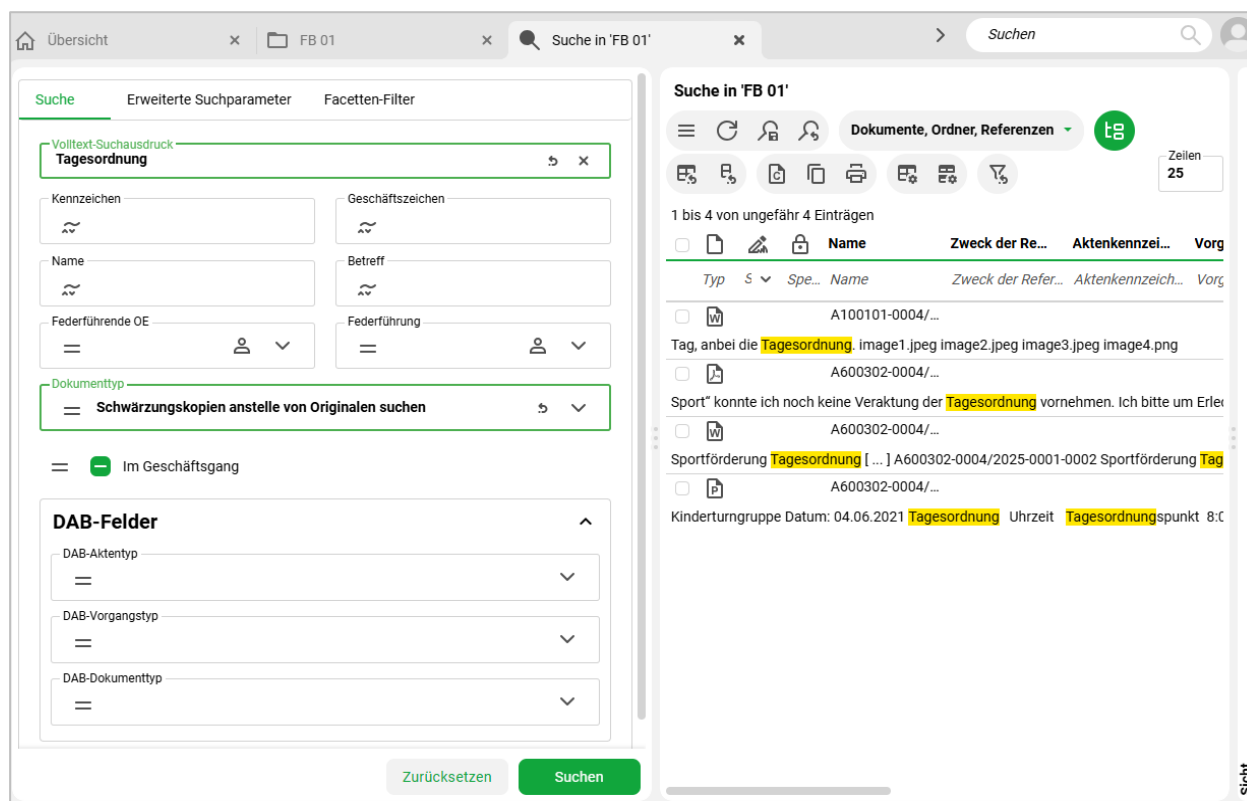 Übersicht
FB 01
Suche in 'FB 01'
Suchen
Suche
Erweiterte Suchparameter
Facetten-Filter
Volltext-Suchausdruck
Tagesordnung
Kennzeichen
Geschäftszeichen
Name
Betreff
Federführende OE
Federführung
Dokumenttyp
Schwärzungskopien anstelle von Originalen suchen
Im Geschäftsgang
DAB-Felder
DAB-Aktentyp
DAB-Vorgangstyp
DAB-Dokumenttyp
Zurücksetzen
Suchen
Suche in 'FB 01'
Dokumente, Ordner, Referenzen
Zeilen
25
1 bis 4 von ungefähr 4 Einträgen
Name Zweck der Re... Aktenkennzei... Vorg
Typ S Spe... Name Zweck der Refer... Aktenkennzeich... Vorg
A100101-0004/...
Tag, anbei die Tagesordnung. image1.jpeg image2.jpeg image3.jpeg image4.png
A600302-0004/...
Sport“ konnte ich noch keine Veraktung der Tagesordnung vornehmen. Ich bitte um Erlec
A600302-0004/...
Sportförderung Tagesordnung [ ... ] A600302-0004/2025-0001-0002 Sportförderung Tag
A600302-0004/...
Kinderturngruppe Datum: 04.06.2021 Tagesordnung Uhrzeit Tagesordnungspunkt 8:0
Sicht